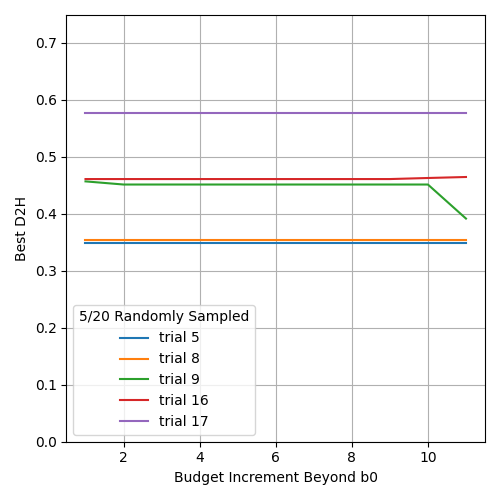 0.7
0.6
0.5
0.4
0.3
0.2
0.1
0.0
Best D2H
5/20 Randomly Sampled
trial 5
trial 8
trial 9
trial 16
trial 17
2 4 6 8 10
Budget Increment Beyond b0